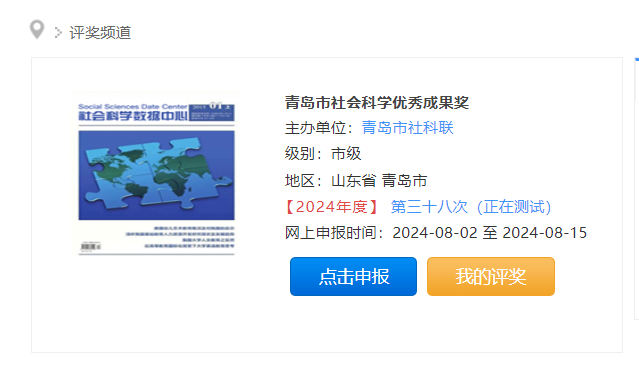 评奖频道
Social Sciences Date Center
社会科学数据中心
青岛市社会科学优秀成果奖
主办单位：青岛市社科联
级别：市级
地区：山东省 青岛市
【2024年度】 第三十八次（正在测试）
网上申报时间：2024-08-02 至 2024-08-15
点击申报 我的评奖